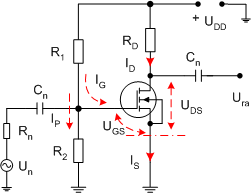 + U_DD
R_1
R_D
I_G
I_D
C_n
C_n
I_P
U_DS
U_ra
U_GS
R_n
R_2
I_S
U_n